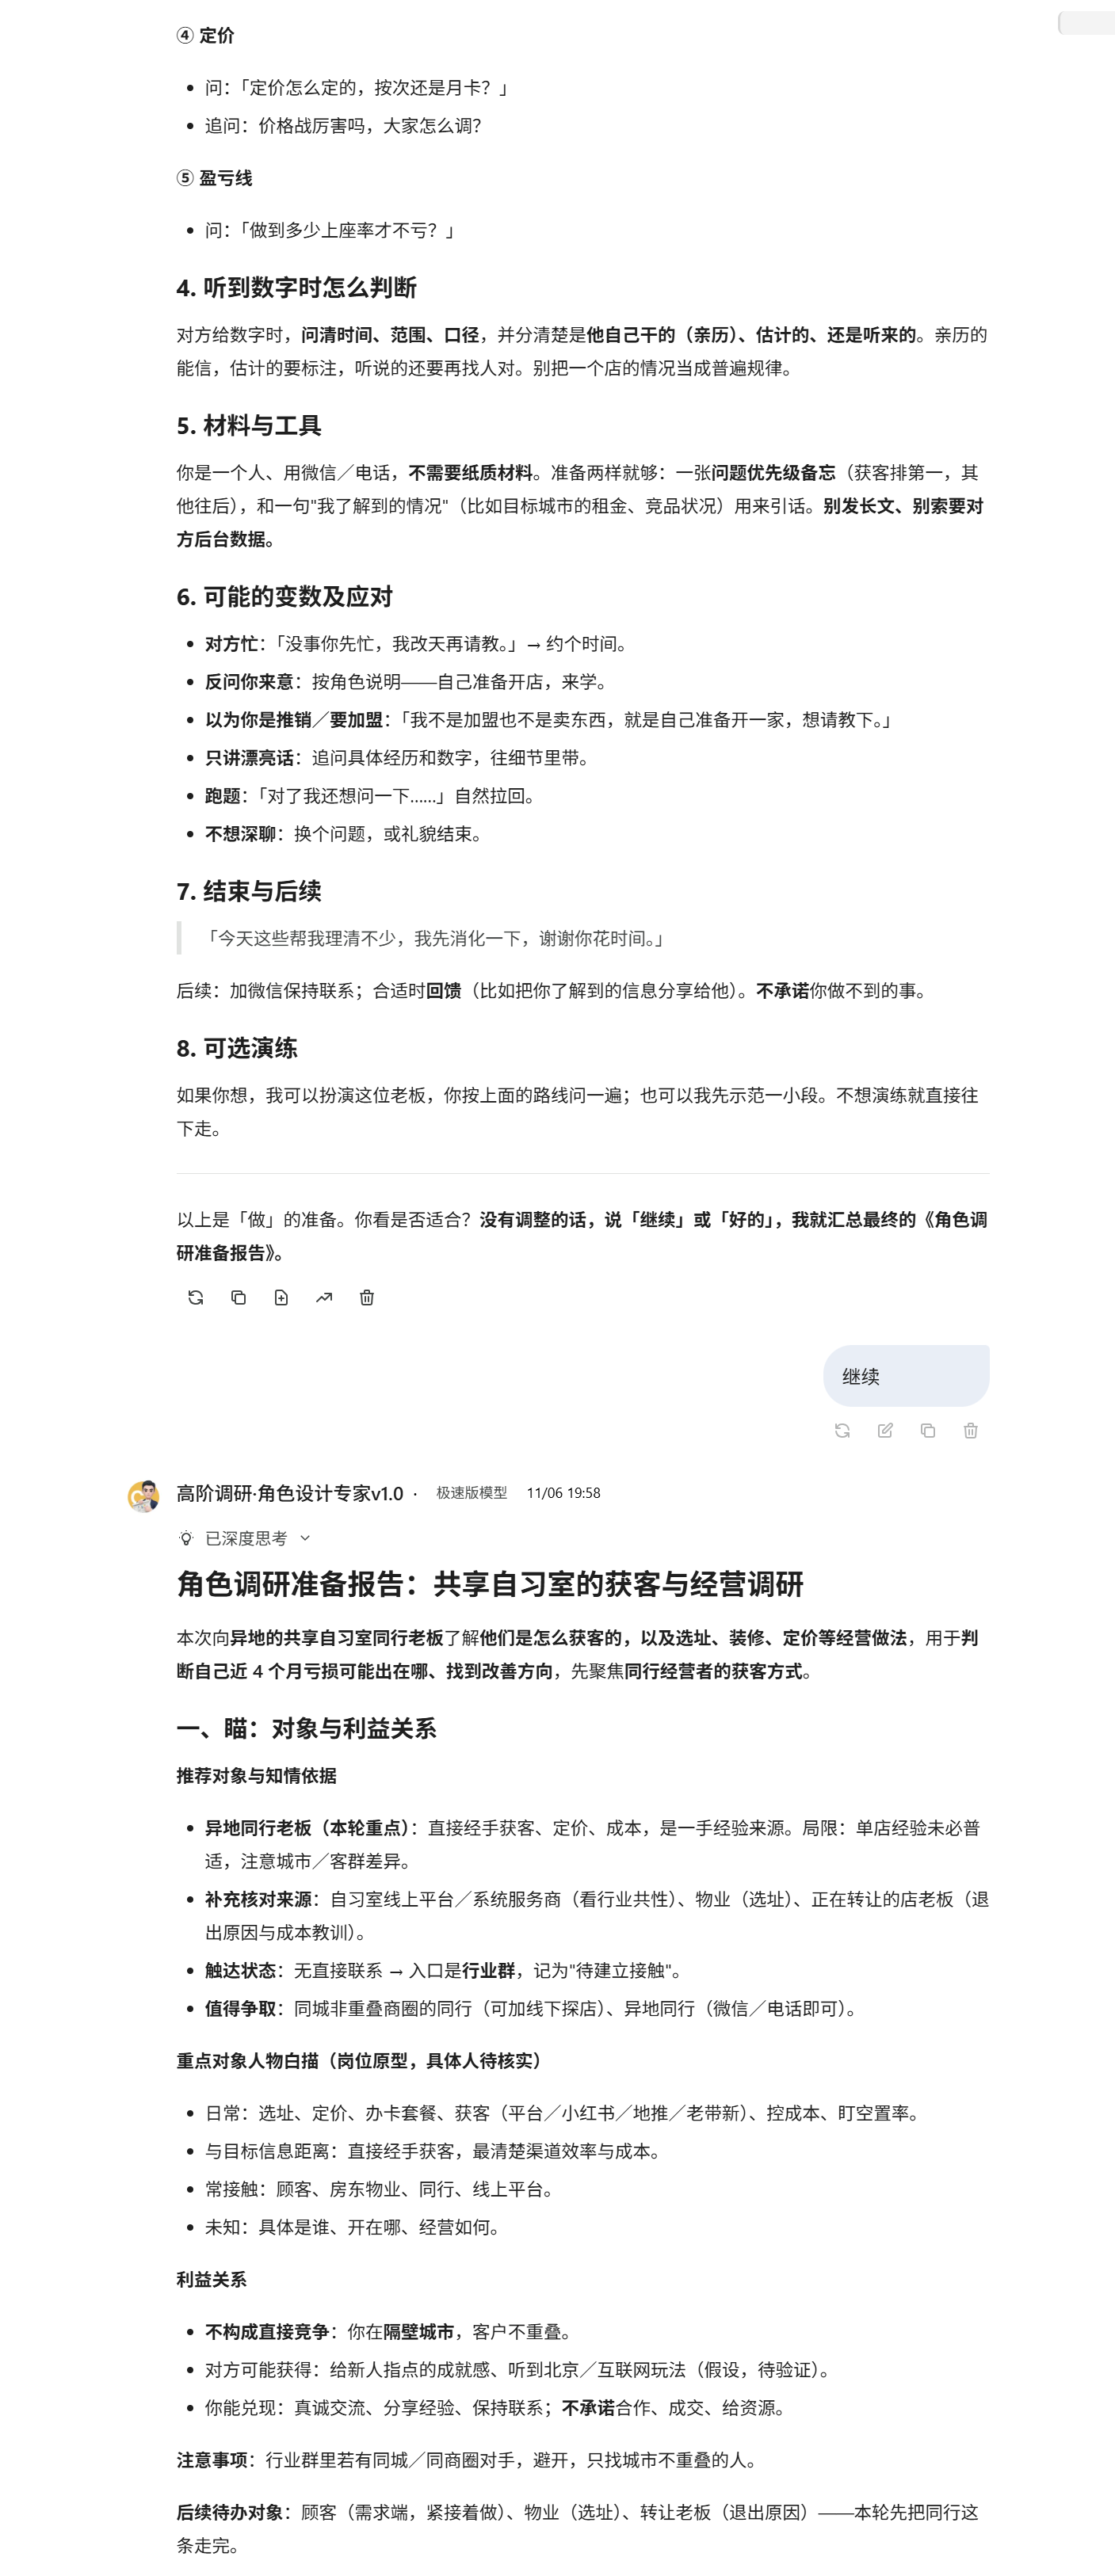 ④ 定价
问：「定价怎么定的，按次还是月卡？」
追问：价格战厉害吗，大家怎么调？
⑤ 盈亏线
问：「做到多少上座率才不亏？」
4. 听到数字时怎么判断
对方给数字时，问清时间、范围、口径，并分清楚是他自己干的（亲历）、估计的、还是听来的。亲历的
能信，估计的要标注，听说的还要再找人对。别把一个店的情况当成普遍规律。
5. 材料与工具
你是一个人、用微信／电话，不需要纸质材料。准备两样就够：一张问题优先级备忘（获客排第一，其
他往后），和一句"我了解到的情况"（比如目标城市的租金、竞品状况）用来引话。别发长文、别索要对
方后台数据。
6. 可能的变数及应对
对方忙：「没事你先忙，我改天再请教。」→ 约个时间。
反问你来意：按角色说明——自己准备开店，来学。
以为你是推销／要加盟：「我不是加盟也不是卖东西，就是自己准备开一家，想请教下。」
只讲漂亮话：追问具体经历和数字，往细节里带。
跑题：「对了我还想问一下……」自然拉回。
不想深聊：换个问题，或礼貌结束。
7. 结束与后续
「今天这些帮我理清不少，我先消化一下，谢谢你花时间。」
后续：加微信保持联系；合适时回馈（比如把你了解到的信息分享给他）。不承诺你做不到的事。
8. 可选演练
如果你想，我可以扮演这位老板，你按上面的路线问一遍；也可以我先示范一小段。不想演练就直接往
下走。
以上是「做」的准备。你看是否适合？没有调整的话，说「继续」或「好的」，我就汇总最终的《角色调
研准备报告》。
继续
高阶调研·角色设计专家v1.0 · 极速版模型 11/06 19:58
已深度思考
角色调研准备报告：共享自习室的获客与经营调研
本次向异地的共享自习室同行老板了解他们是怎么获客的，以及选址、装修、定价等经营做法，用于判
断自己近 4 个月亏损可能出在哪、找到改善方向，先聚焦同行经营者的获客方式。
一、瞄：对象与利益关系
推荐对象与知情依据
异地同行老板（本轮重点）：直接经手获客、定价、成本，是一手经验来源。局限：单店经验未必普
适，注意城市／客群差异。
补充核对来源：自习室线上平台／系统服务商（看行业共性）、物业（选址）、正在转让的店老板（退
出原因与成本教训）。
触达状态：无直接联系 → 入口是行业群，记为"待建立接触"。
值得争取：同城非重叠商圈的同行（可加线下探店）、异地同行（微信／电话即可）。
重点对象人物白描（岗位原型，具体人待核实）
日常：选址、定价、办卡套餐、获客（平台／小红书／地推／老带新）、控成本、盯空置率。
与目标信息距离：直接经手获客，最清楚渠道效率与成本。
常接触：顾客、房东物业、同行、线上平台。
未知：具体是谁、开在哪、经营如何。
利益关系
不构成直接竞争：你在隔壁城市，客户不重叠。
对方可能获得：给新人指点的成就感、听到北京／互联网玩法（假设，待验证）。
你能兑现：真诚交流、分享经验、保持联系；不承诺合作、成交、给资源。
注意事项：行业群里若有同城／同商圈对手，避开，只找城市不重叠的人。
后续待办对象：顾客（需求端，紧接着做）、物业（选址）、转让老板（退出原因）——本轮先把同行这
条走完。